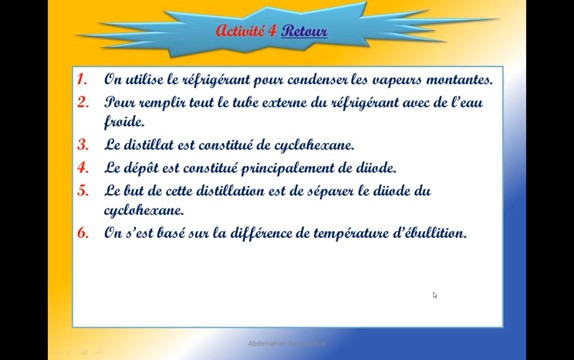 Activité 4 Retour
1. On utilise le réfrigérant pour condenser les vapeurs montantes.
2. Pour remplir tout le tube externe du réfrigérant avec de l'eau
froide.
3. Le distillat est constitué de cyclohexane.
4. Le dépôt est constitué principalement de diiode.
5. Le but de cette distillation est de séparer le diiode du
cyclohexane.
6. On s'est basé sur la différence de température d'ébullition.